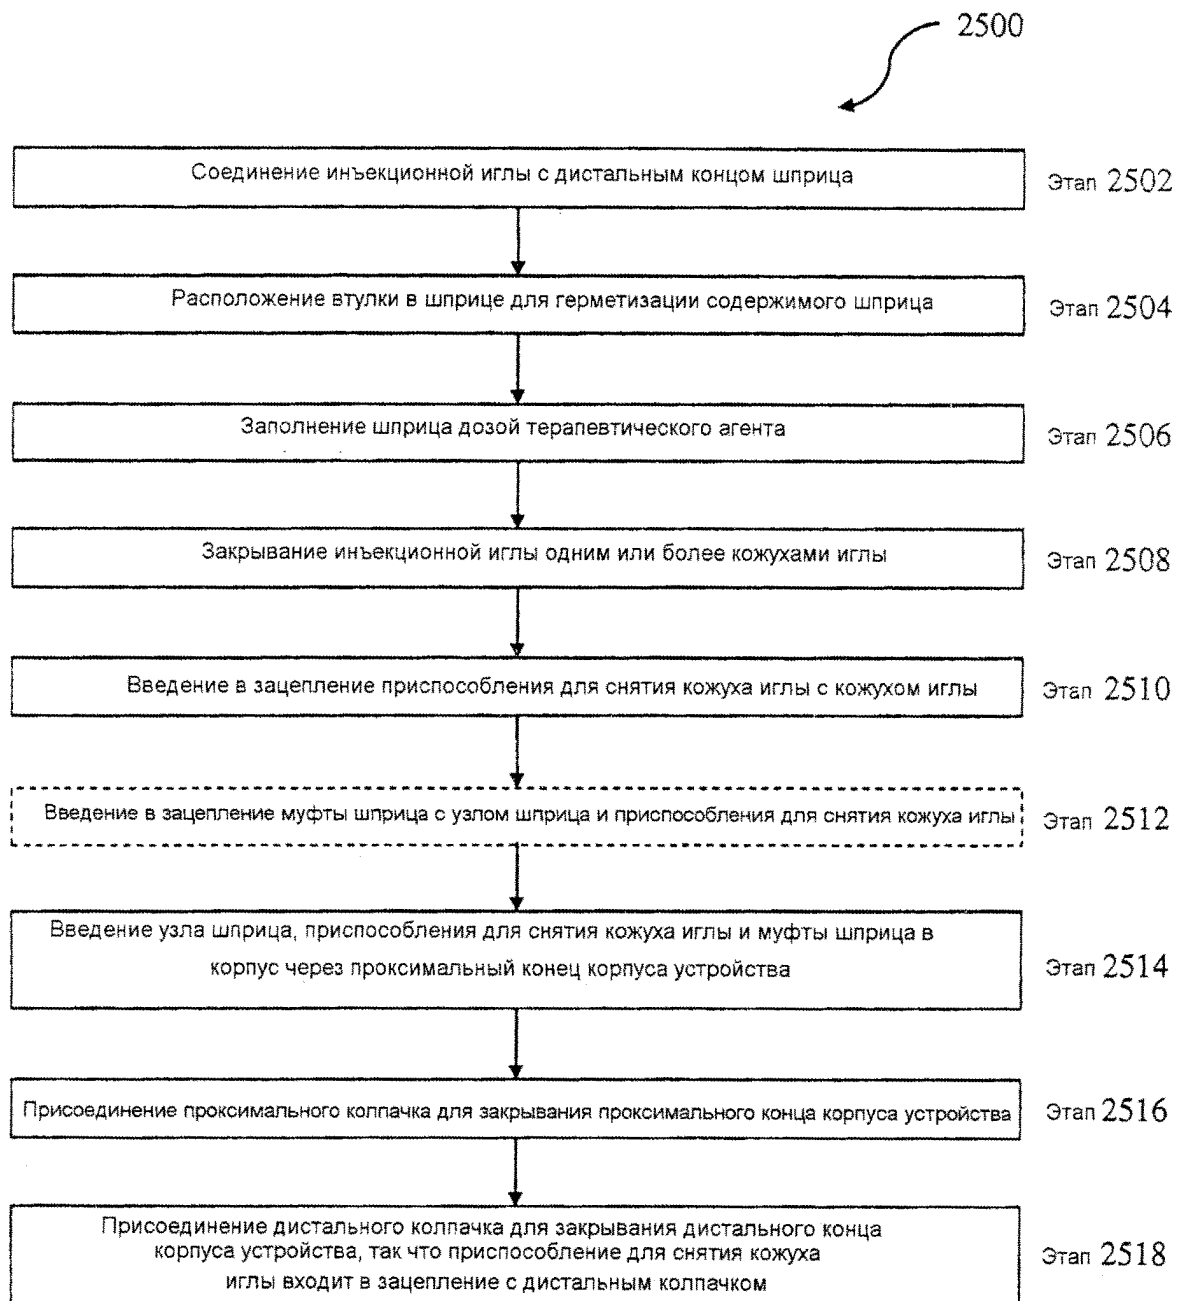 2500
Соединение инъекционной иглы с дистальным концом шприца
Этап 2502
Расположение втулки в шприце для герметизации содержимого шприца
Этап 2504
Заполнение шприца дозой терапевтического агента
Этап 2506
Закрывание инъекционной иглы одним или более кожухами иглы
Этап 2508
Введение в зацепление приспособления для снятия кожуха иглы с кожухом иглы
Этап 2510
Введение в зацепление муфты шприца с узлом шприца и приспособления для снятия кожуха иглы
Этап 2512
Введение узла шприца, приспособления для снятия кожуха иглы и муфты шприца в
корпус через проксимальный конец корпуса устройства
Этап 2514
Присоединение проксимального колпачка для закрывания проксимального конца корпуса устройства
Этап 2516
Присоединение дистального колпачка для закрывания дистального конца
корпуса устройства, так что приспособление для снятия кожуха
иглы входит в зацепление с дистальным колпачком
Этап 2518